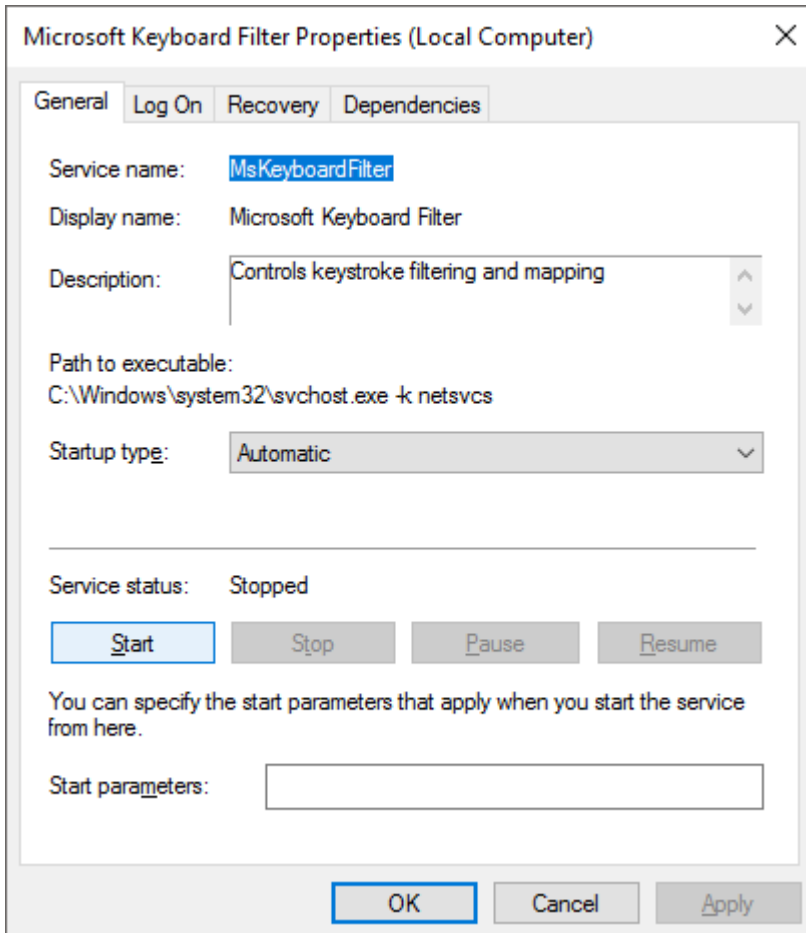 Microsoft Keyboard Filter Properties (Local Computer)
General Log On Recovery Dependencies
Service name: MsKeyboardFilter
Display name: Microsoft Keyboard Filter
Description: Controls keystroke filtering and mapping
Path to executable:
C:\Windows\system32\svchost.exe -k netsvcs
Startup type: Automatic
Service status: Stopped
Start Stop Pause Resume
You can specify the start parameters that apply when you start the service
from here.
Start parameters:
OK Cancel Apply